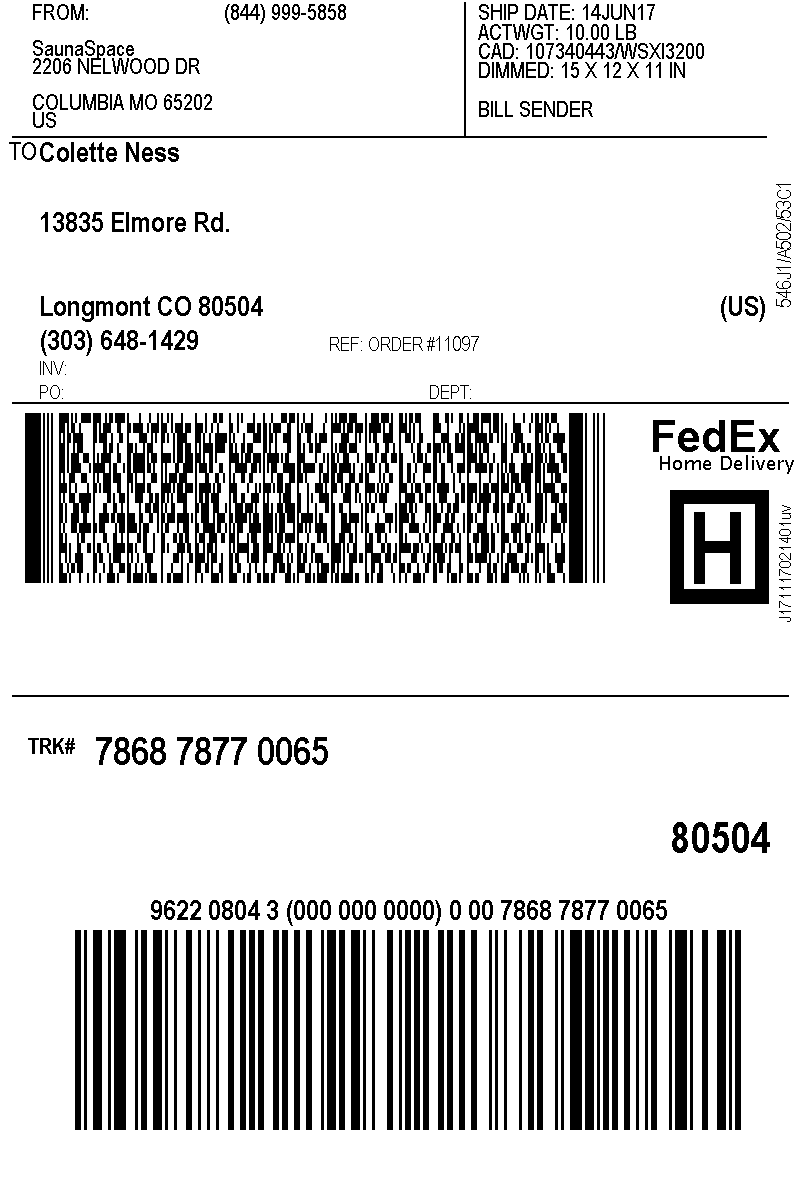 FROM: (844) 999-5858
SaunaSpace
2206 NELWOOD DR
COLUMBIA MO 65202
US
SHIP DATE: 14JUN17
ACTWGT: 10.00 LB
CAD: 107340443/WSXI3200
DIMMED: 15 X 12 X 11 IN
BILL SENDER
TO Colette Ness
13835 Elmore Rd.
Longmont CO 80504 (US)
(303) 648-1429 REF: ORDER #11097
INV:
PO: DEPT:
546J1/A502/53C1
FedEx
Home Delivery
H
J171117021401uv
TRK# 7868 7877 0065
80504
9622 0804 3 (000 000 0000) 0 00 7868 7877 0065